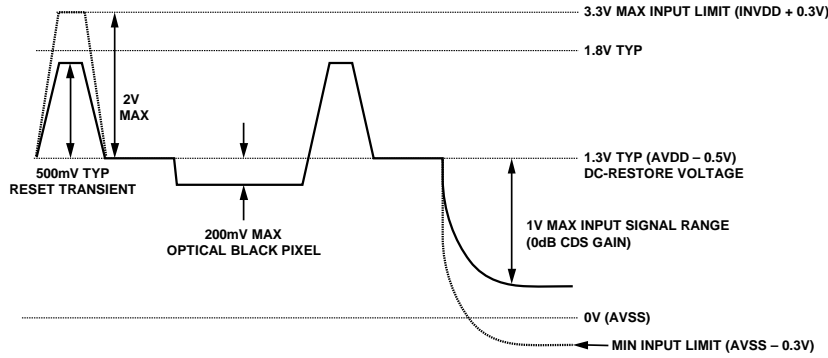 3.3V MAX INPUT LIMIT (INVDD + 0.3V)
1.8V TYP
2V
MAX
500mV TYP
RESET TRANSIENT
1.3V TYP (AVDD – 0.5V)
DC-RESTORE VOLTAGE
200mV MAX
OPTICAL BLACK PIXEL
1V MAX INPUT SIGNAL RANGE
(0dB CDS GAIN)
0V (AVSS)
MIN INPUT LIMIT (AVSS – 0.3V)